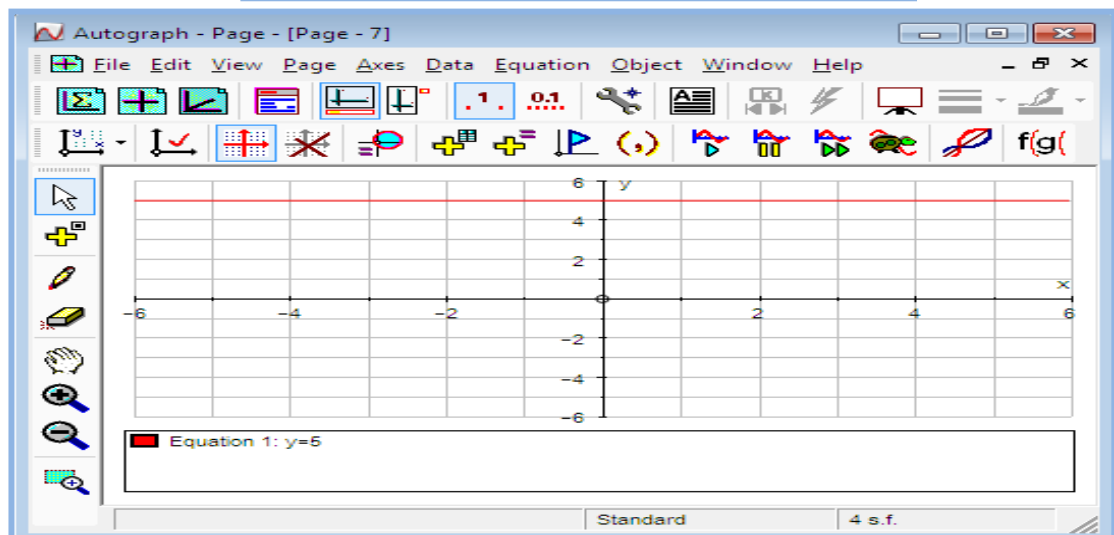 Autograph - Page - [Page - 7]
File Edit View Page Axes Data Equation Object Window Help
Σ .1. 0.1 A K
y x = = (,) f(g(
6 y
4
2
x
-6 -4 -2 2 4 6
-2
-4
-6
Equation 1: y=5
Standard 4 s.f.